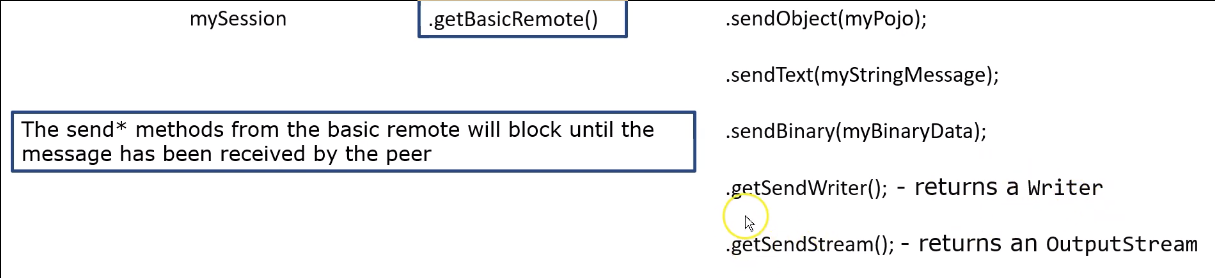 mySession .getBasicRemote() .sendObject(myPojo);
.sendText(myStringMessage);
The send* methods from the basic remote will block until the
message has been received by the peer
.sendBinary(myBinaryData);
.getSendWriter(); - returns a Writer
.getSendStream(); - returns an OutputStream